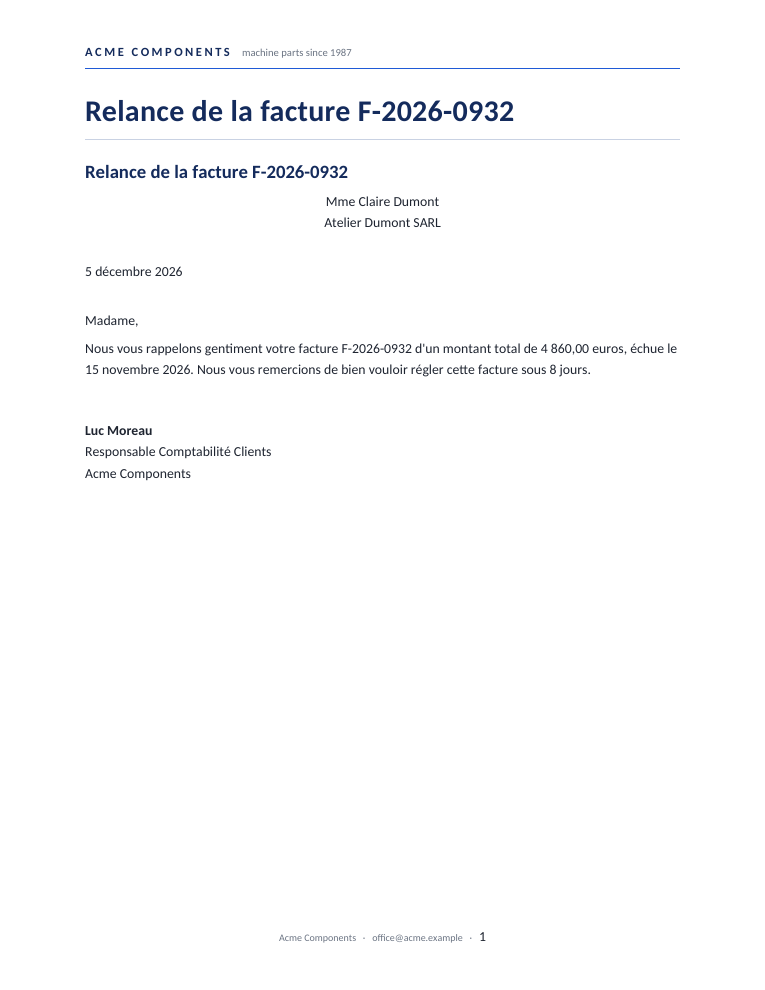 ACME COMPONENTS machine parts since 1987
Relance de la facture F-2026-0932
Relance de la facture F-2026-0932
Mme Claire Dumont
Atelier Dumont SARL
5 décembre 2026
Madame,
Nous vous rappelons gentiment votre facture F-2026-0932 d'un montant total de 4 860,00 euros, échue le
15 novembre 2026. Nous vous remercions de bien vouloir régler cette facture sous 8 jours.
Luc Moreau
Responsable Comptabilité Clients
Acme Components
Acme Components · office@acme.example · 1